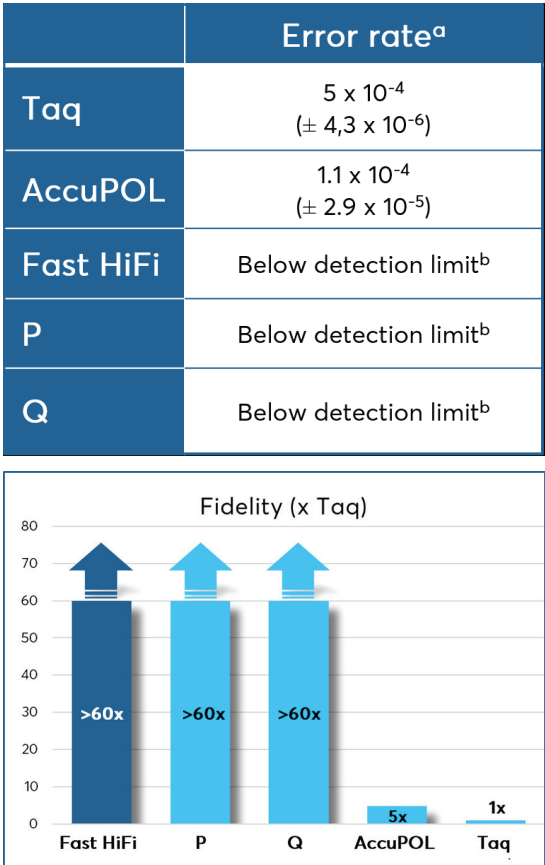 Error rateᵃ
Taq
5 x 10⁻⁴
(± 4,3 x 10⁻⁶)
AccuPOL
1.1 x 10⁻⁴
(± 2.9 x 10⁻⁵)
Fast HiFi
Below detection limitᵇ
P
Below detection limitᵇ
Q
Below detection limitᵇ
Fidelity (x Taq)
80
70
60
50
40
30
20
10
0
>60x
>60x
>60x
5x
1x
Fast HiFi P Q AccuPOL Taq